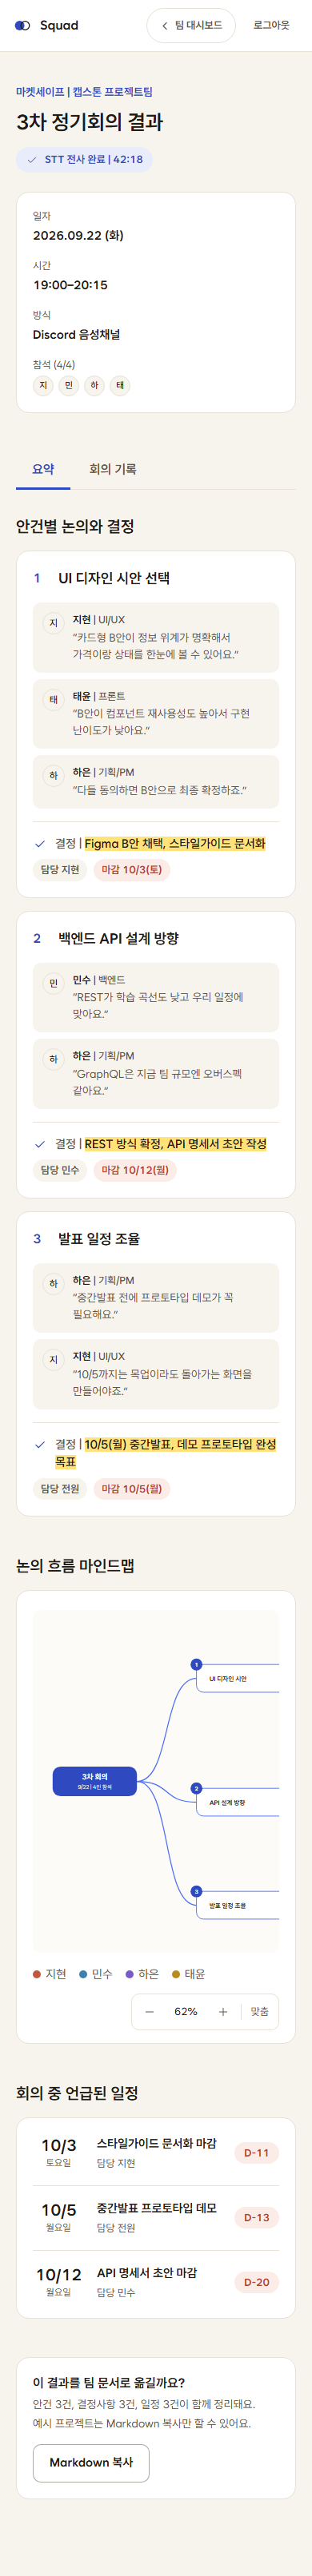 Squad
팀 대시보드
로그아웃
마켓세이프 | 캡스톤 프로젝트팀
3차 정기회의 결과
STT 전사 완료 | 42:18
일자
2026.09.22 (화)
시간
19:00–20:15
방식
Discord 음성채널
참석 (4/4)
지 민 하 태
요약
회의 기록
안건별 논의와 결정
1 UI 디자인 시안 선택
지 지현 | UI/UX
“카드형 B안이 정보 위계가 명확해서
가격이랑 상태를 한눈에 볼 수 있어요.”
태 태윤 | 프론트
“B안이 컴포넌트 재사용성도 높아서 구현
난이도가 낮아요.”
하 하은 | 기획/PM
“다들 동의하면 B안으로 최종 확정하죠.”
결정 | Figma B안 채택, 스타일가이드 문서화
담당 지현 마감 10/3(토)
2 백엔드 API 설계 방향
민 민수 | 백엔드
“REST가 학습 곡선도 낮고 우리 일정에
맞아요.”
하 하은 | 기획/PM
“GraphQL은 지금 팀 규모엔 오버스펙
같아요.”
결정 | REST 방식 확정, API 명세서 초안 작성
담당 민수 마감 10/12(월)
3 발표 일정 조율
하 하은 | 기획/PM
“중간발표 전에 프로토타입 데모가 꼭
필요해요.”
지 지현 | UI/UX
“10/5까지는 목업이라도 돌아가는 화면을
만들어야죠.”
결정 | 10/5(월) 중간발표, 데모 프로토타입 완성
목표
담당 전원 마감 10/5(월)
논의 흐름 마인드맵
1
UI 디자인 시안
3차 회의
9/22 | 4인 참석
2
API 설계 방향
3
발표 일정 조율
지현 민수 하은 태윤
62% 맞춤
회의 중 언급된 일정
10/3 스타일가이드 문서화 마감 D-11
토요일 담당 지현
10/5 중간발표 프로토타입 데모 D-13
월요일 담당 전원
10/12 API 명세서 초안 마감 D-20
월요일 담당 민수
이 결과를 팀 문서로 옮길까요?
안건 3건, 결정사항 3건, 일정 3건이 함께 정리돼요.
예시 프로젝트는 Markdown 복사만 할 수 있어요.
Markdown 복사